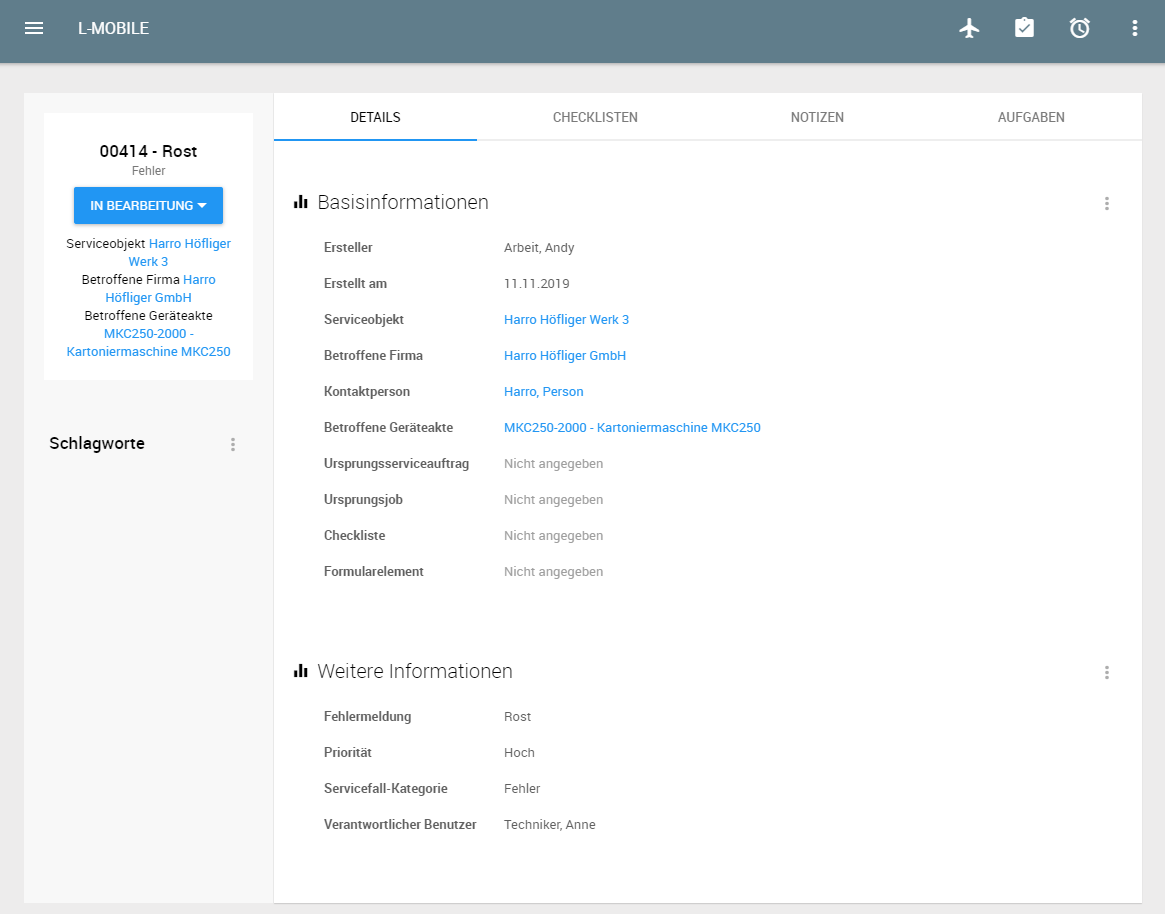 L-MOBILE
00414 - Rost
Fehler
IN BEARBEITUNG
Serviceobjekt Harro Höfliger
Werk 3
Betroffene Firma Harro
Höfliger GmbH
Betroffene Geräteakte
MKC250-2000 -
Kartoniermaschine MKC250
Schlagworte
DETAILS CHECKLISTEN NOTIZEN AUFGABEN
Basisinformationen
Ersteller Arbeit, Andy
Erstellt am 11.11.2019
Serviceobjekt Harro Höfliger Werk 3
Betroffene Firma Harro Höfliger GmbH
Kontaktperson Harro, Person
Betroffene Geräteakte MKC250-2000 - Kartoniermaschine MKC250
Ursprungsserviceauftrag Nicht angegeben
Ursprungsjob Nicht angegeben
Checkliste Nicht angegeben
Formularelement Nicht angegeben
Weitere Informationen
Fehlermeldung Rost
Priorität Hoch
Servicefall-Kategorie Fehler
Verantwortlicher Benutzer Techniker, Anne